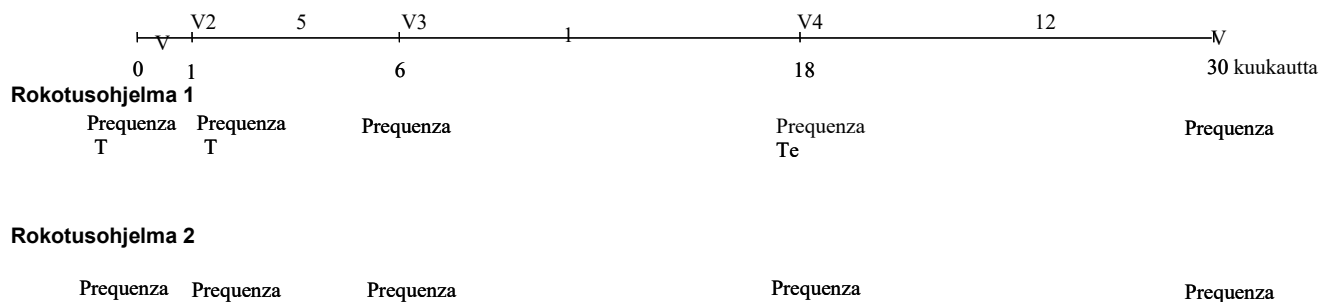 V2 5 V3 V4 12
V 1 V
0 1 6 18 30 kuukautta
Rokotusohjelma 1
Prequenza Prequenza Prequenza Prequenza Prequenza
T T Te
Rokotusohjelma 2
Prequenza Prequenza Prequenza Prequenza Prequenza